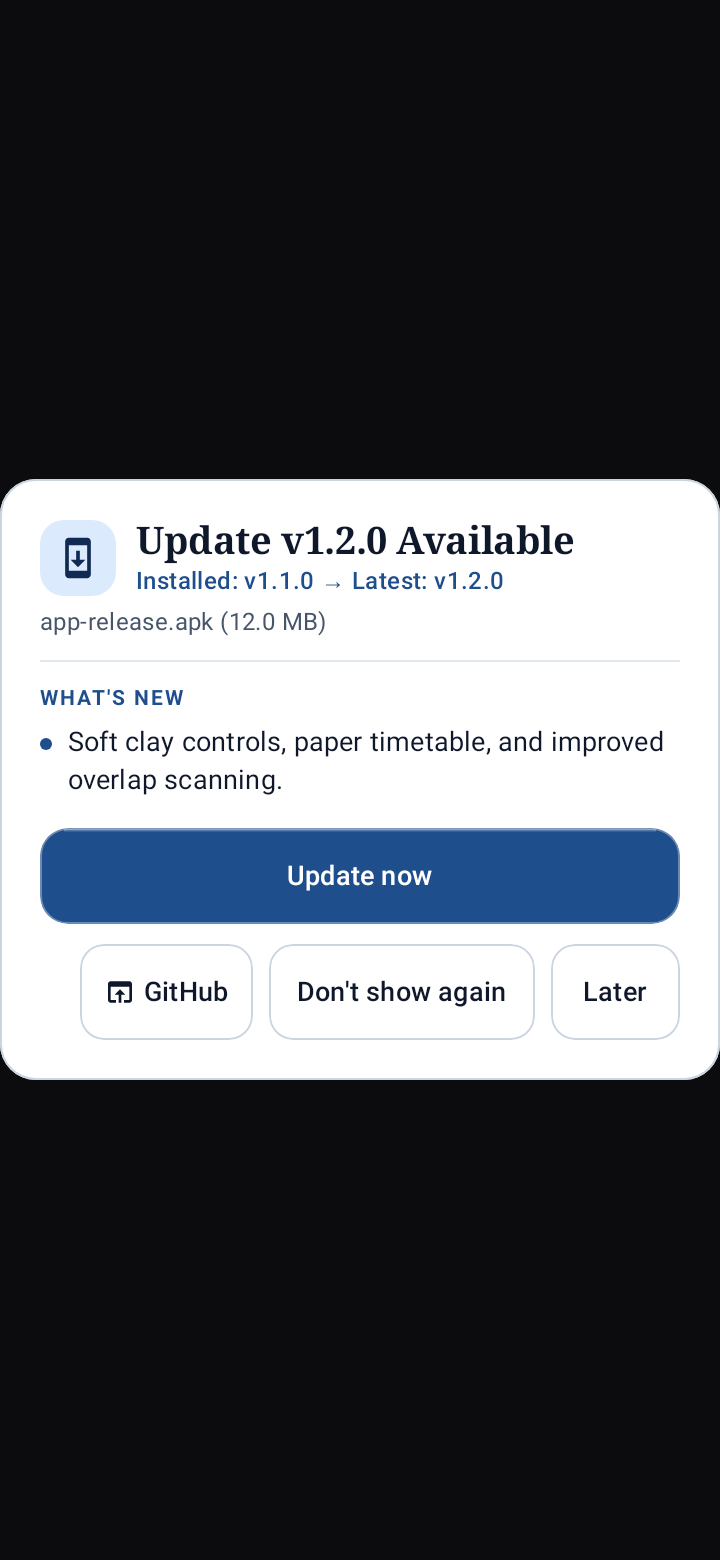 Update v1.2.0 Available
Installed: v1.1.0 → Latest: v1.2.0
app-release.apk (12.0 MB)
WHAT'S NEW
Soft clay controls, paper timetable, and improved
overlap scanning.
Update now
GitHub
Don't show again
Later